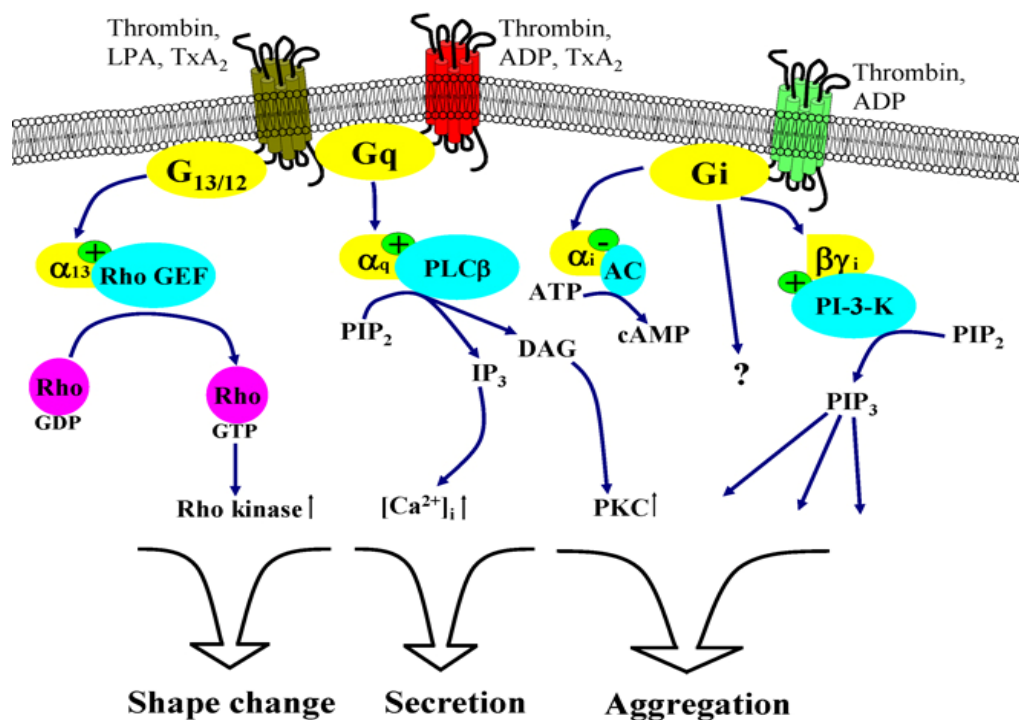 Thrombin,
LPA, TxA₂
Thrombin,
ADP, TxA₂
Thrombin,
ADP
G₁₃/₁₂
Gq
Gi
α₁₃
+
Rho GEF
αq
+
PLCβ
αi
-
AC
βγi
+
PI-3-K
ATP
cAMP
PIP₂
DAG
IP₃
?
PIP₂
PIP₃
Rho
GDP
Rho
GTP
Rho kinase↑
[Ca²⁺]i↑
PKC↑
Shape change
Secretion
Aggregation